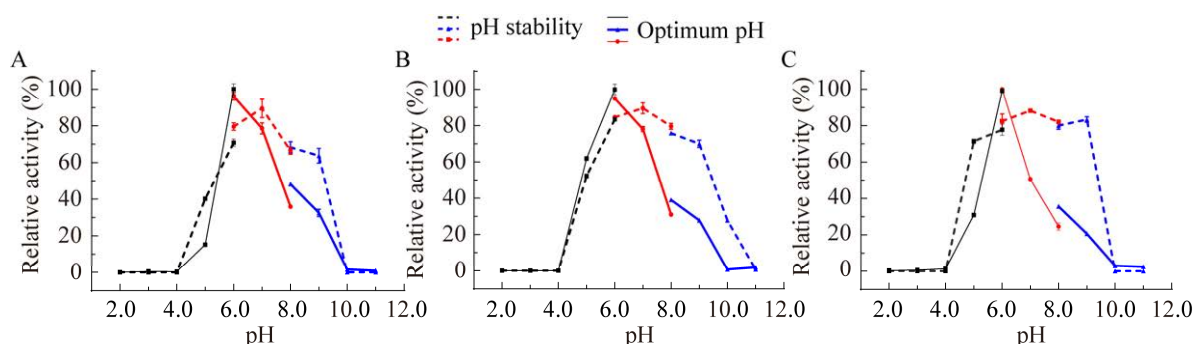 pH stability Optimum pH
A B C
Relative activity (%) Relative activity (%) Relative activity (%)
100 100 100
80 80 80
60 60 60
40 40 40
20 20 20
0 0 0
2.0 4.0 6.0 8.0 10.0 12.0 2.0 4.0 6.0 8.0 10.0 12.0 2.0 4.0 6.0 8.0 10.0 12.0
pH pH pH